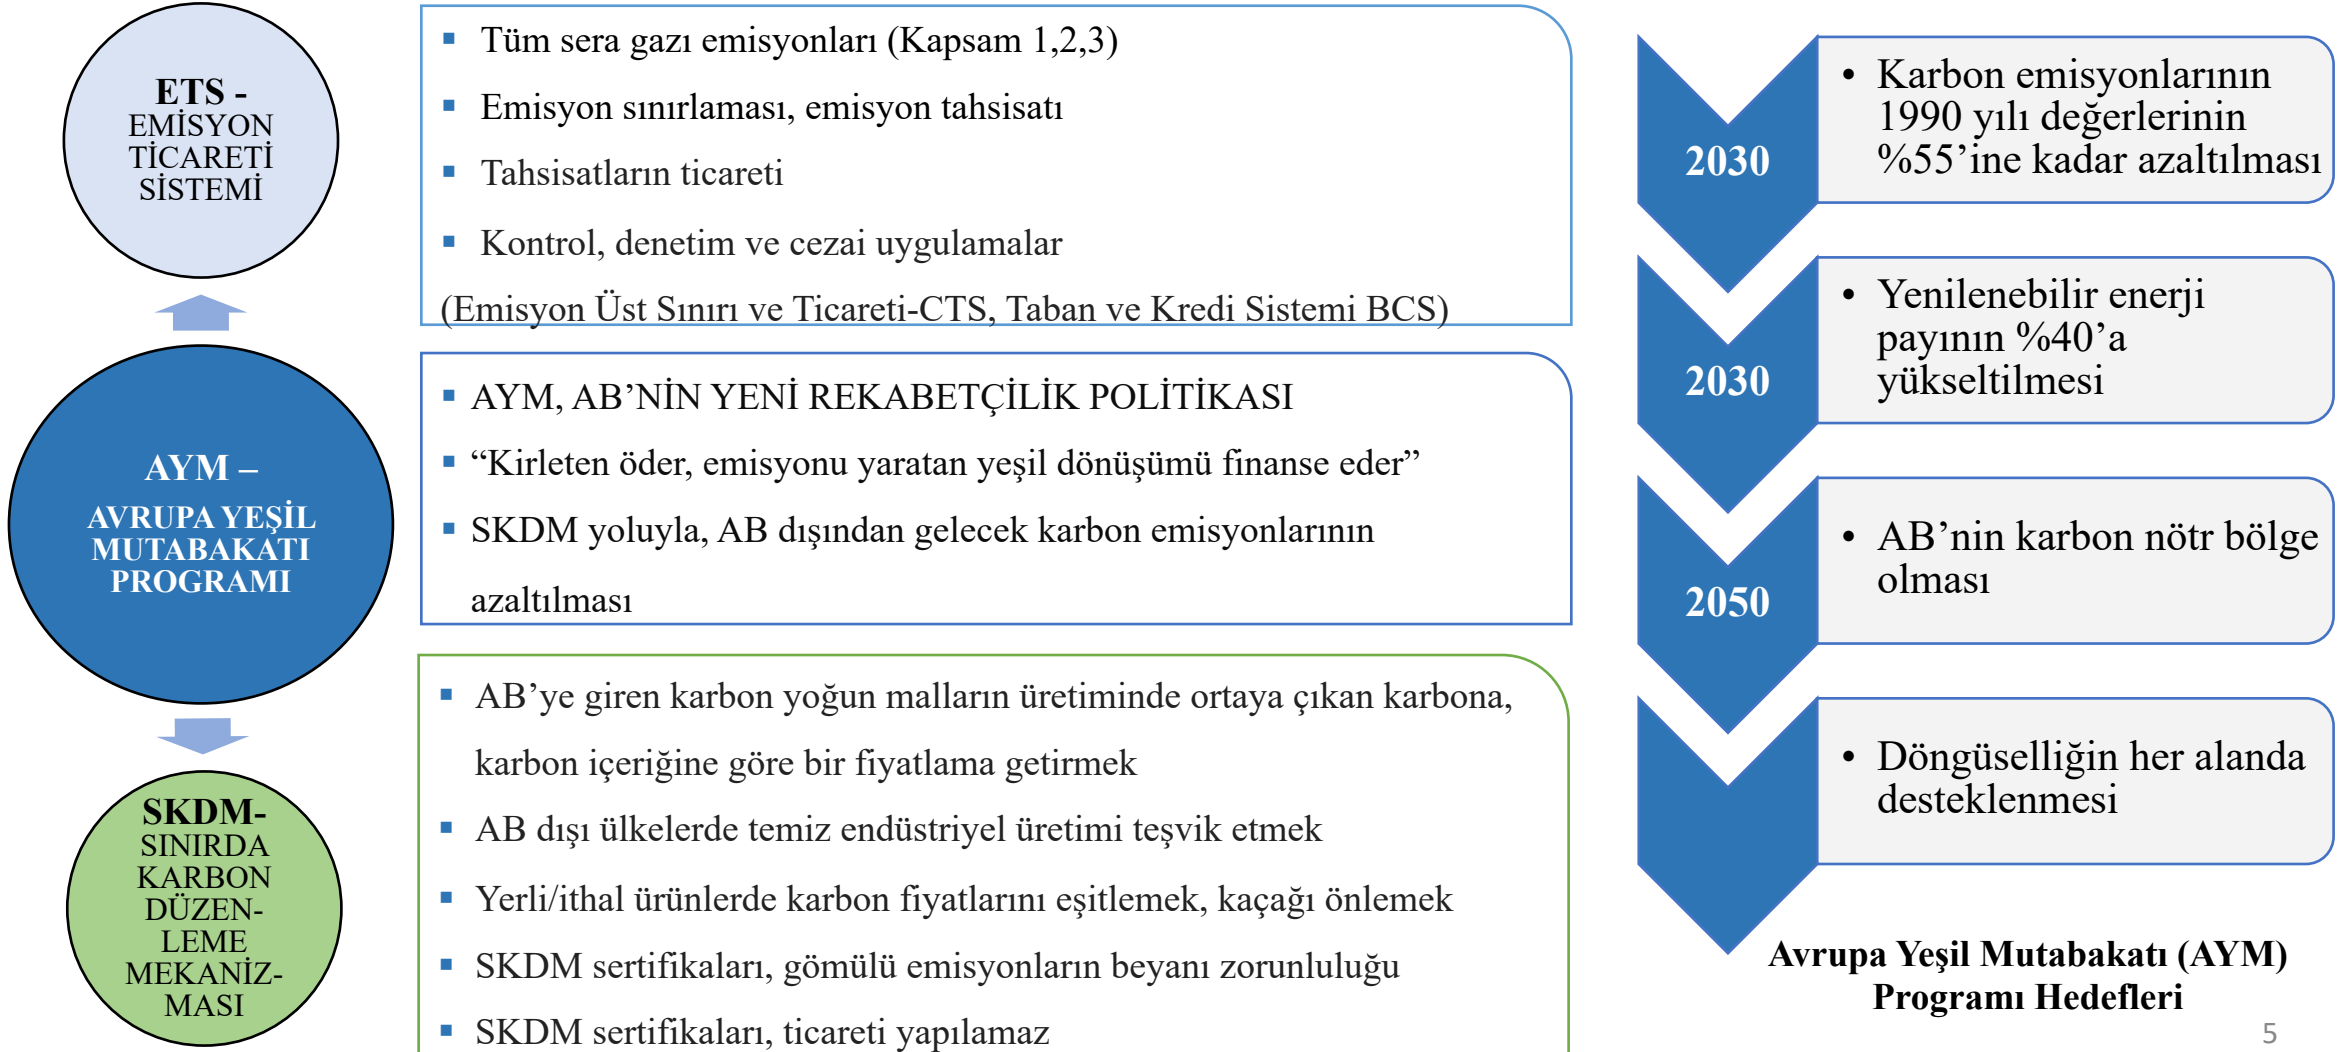 ETS -
EMİSYON
TİCARETİ
SİSTEMİ
▪ Tüm sera gazı emisyonları (Kapsam 1,2,3)
▪ Emisyon sınırlaması, emisyon tahsisatı
▪ Tahsisatların ticareti
▪ Kontrol, denetim ve cezai uygulamalar
(Emisyon Üst Sınırı ve Ticareti-CTS, Taban ve Kredi Sistemi BCS)
AYM –
AVRUPA YEŞİL
MUTABAKATI
PROGRAMI
▪ AYM, AB’NİN YENİ REKABETÇİLİK POLİTİKASI
▪ “Kirleten öder, emisyonu yaratan yeşil dönüşümü finanse eder”
▪ SKDM yoluyla, AB dışından gelecek karbon emisyonlarının
azaltılması
SKDM-
SINIRDA
KARBON
DÜZEN-
LEME
MEKANİZ-
MASI
▪ AB’ye giren karbon yoğun malların üretiminde ortaya çıkan karbona,
karbon içeriğine göre bir fiyatlama getirmek
▪ AB dışı ülkelerde temiz endüstriyel üretimi teşvik etmek
▪ Yerli/ithal ürünlerde karbon fiyatlarını eşitlemek, kaçağı önlemek
▪ SKDM sertifikaları, gömülü emisyonların beyanı zorunluluğu
▪ SKDM sertifikaları, ticareti yapılamaz
2030
• Karbon emisyonlarının
1990 yılı değerlerinin
%55’ine kadar azaltılması
2030
• Yenilenebilir enerji
payının %40’a
yükseltilmesi
2050
• AB’nin karbon nötr bölge
olması
• Döngüselliğin her alanda
desteklenmesi
Avrupa Yeşil Mutabakatı (AYM)
Programı Hedefleri
5